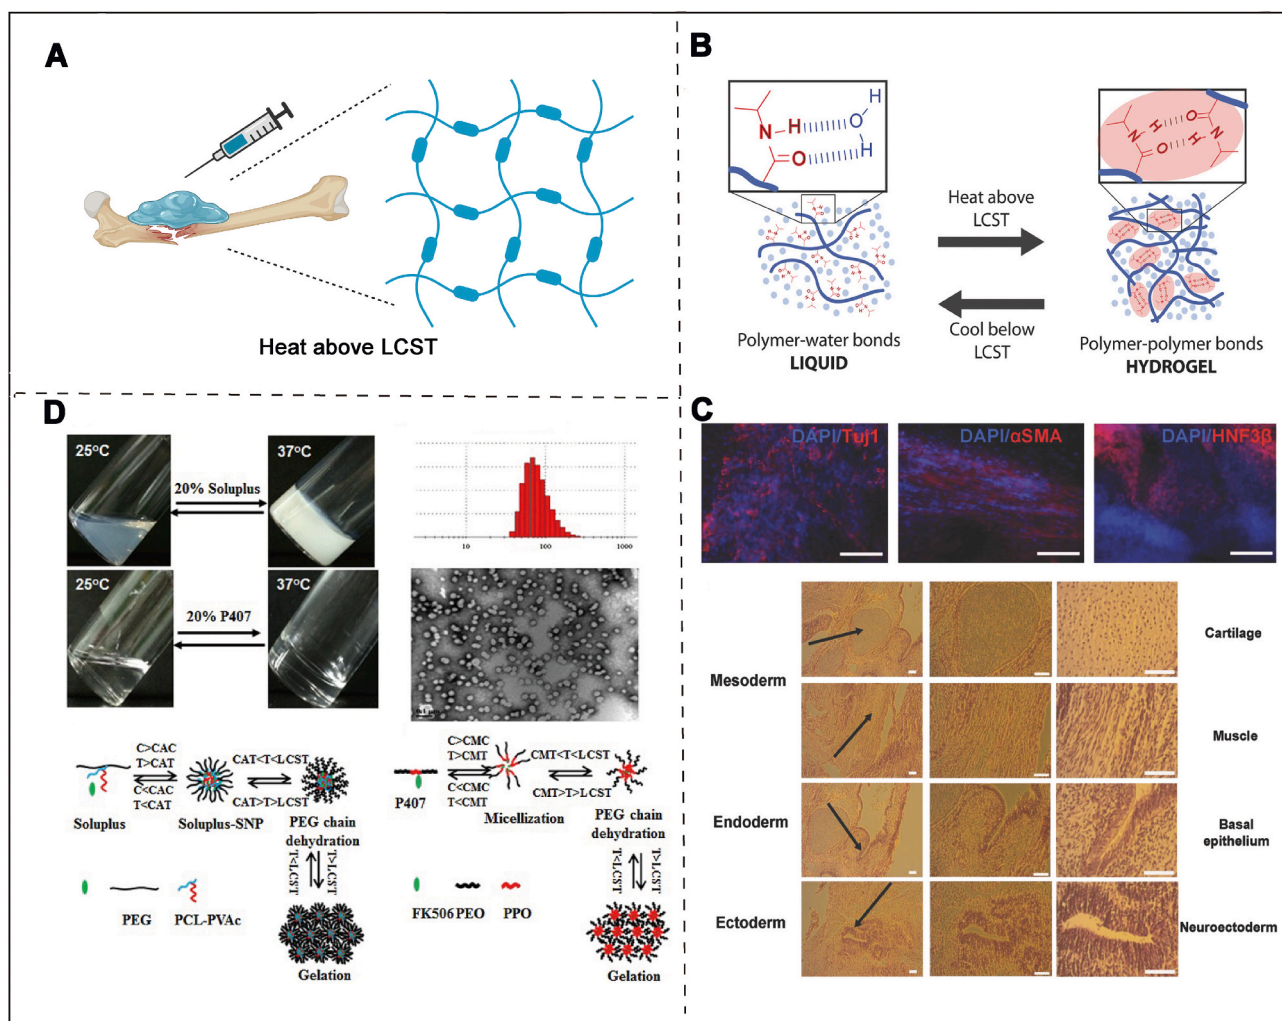 A
Heat above LCST
B
H
N
H
O
O
H
Heat above
LCST
Cool below
LCST
Polymer-water bonds
LIQUID
N
H
O
O
H
N
Polymer-polymer bonds
HYDROGEL
D
25°C
20% Soluplus
37°C
10
100
1000
25°C
20% P407
37°C
C>CAC
T>CAT
C<CAC
T<CAT
CAT<T<LCST
CAT>T>LCST
Soluplus
Soluplus-SNP
PEG chain
dehydration
T<LCST
T>LCST
PEG
PCL-PVAc
Gelation
C>CMC
T>CMT
C<CMC
T<CMT
CMT<T<LCST
CMT>T>LCST
P407
Micellization
PEG chain
dehydration
T<LCST
T>LCST
FK506 PEO
PPO
Gelation
C
DAPI/Tuj1
DAPI/αSMA
DAPI/HNF3β
Mesoderm
Cartilage
Muscle
Endoderm
Basal
epithelium
Ectoderm
Neuroectoderm